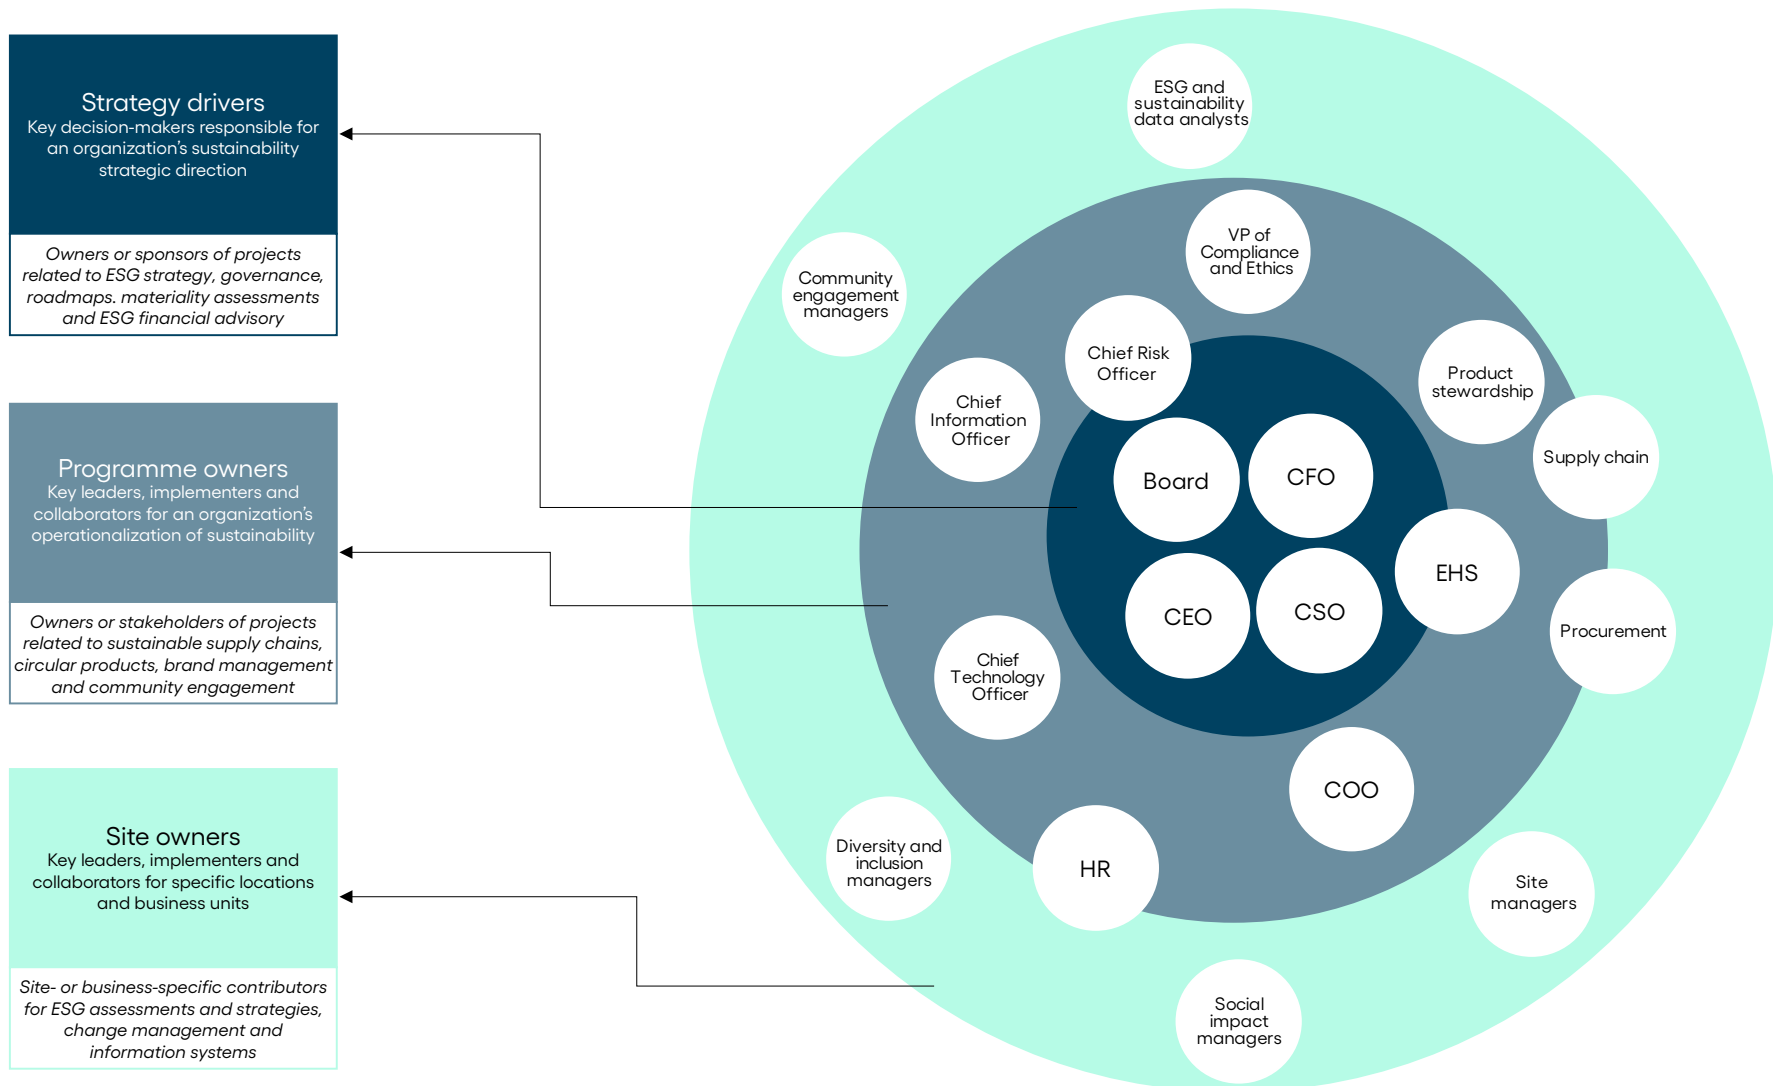 Strategy drivers
Key decision-makers responsible for
an organization's sustainability
strategic direction
Owners or sponsors of projects
related to ESG strategy, governance,
roadmaps. materiality assessments
and ESG financial advisory
Programme owners
Key leaders, implementers and
collaborators for an organization's
operationalization of sustainability
Owners or stakeholders of projects
related to sustainable supply chains,
circular products, brand management
and community engagement
Site owners
Key leaders, implementers and
collaborators for specific locations
and business units
Site- or business-specific contributors
for ESG assessments and strategies,
change management and
information systems
ESG and
sustainability
data analysts
VP of
Compliance
and Ethics
Community
engagement
managers
Chief Risk
Officer
Product
stewardship
Chief
Information
Officer
Supply chain
Board
CFO
EHS
CEO
CSO
Procurement
Chief
Technology
Officer
COO
Diversity and
inclusion
managers
HR
Site
managers
Social
impact
managers